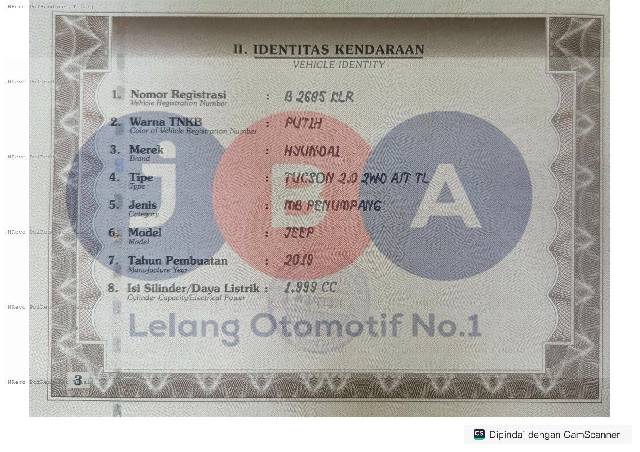 II. IDENTITAS KENDARAAN
VEHICLE IDENTITY
1. Nomor Registrasi : B 2685 KLR
Vehicle Registration Number
2. Warna TNKB : PUTIH
Color of Vehicle Registration Number
3. Merek : HYUNDAI
Brand
4. Tipe : TUCSON 2.0 2WD A/T TL
Type
5. Jenis : MB PENUMPANG
Category
6. Model : JEEP
Model
7. Tahun Pembuatan : 2019
Manufacture Year
8. Isi Silinder/Daya Listrik : 1.999 CC
Cylinder Capacity/Electrical Power
jBA
Lelang Otomotif No.1
3
CS Dipindai dengan CamScanner